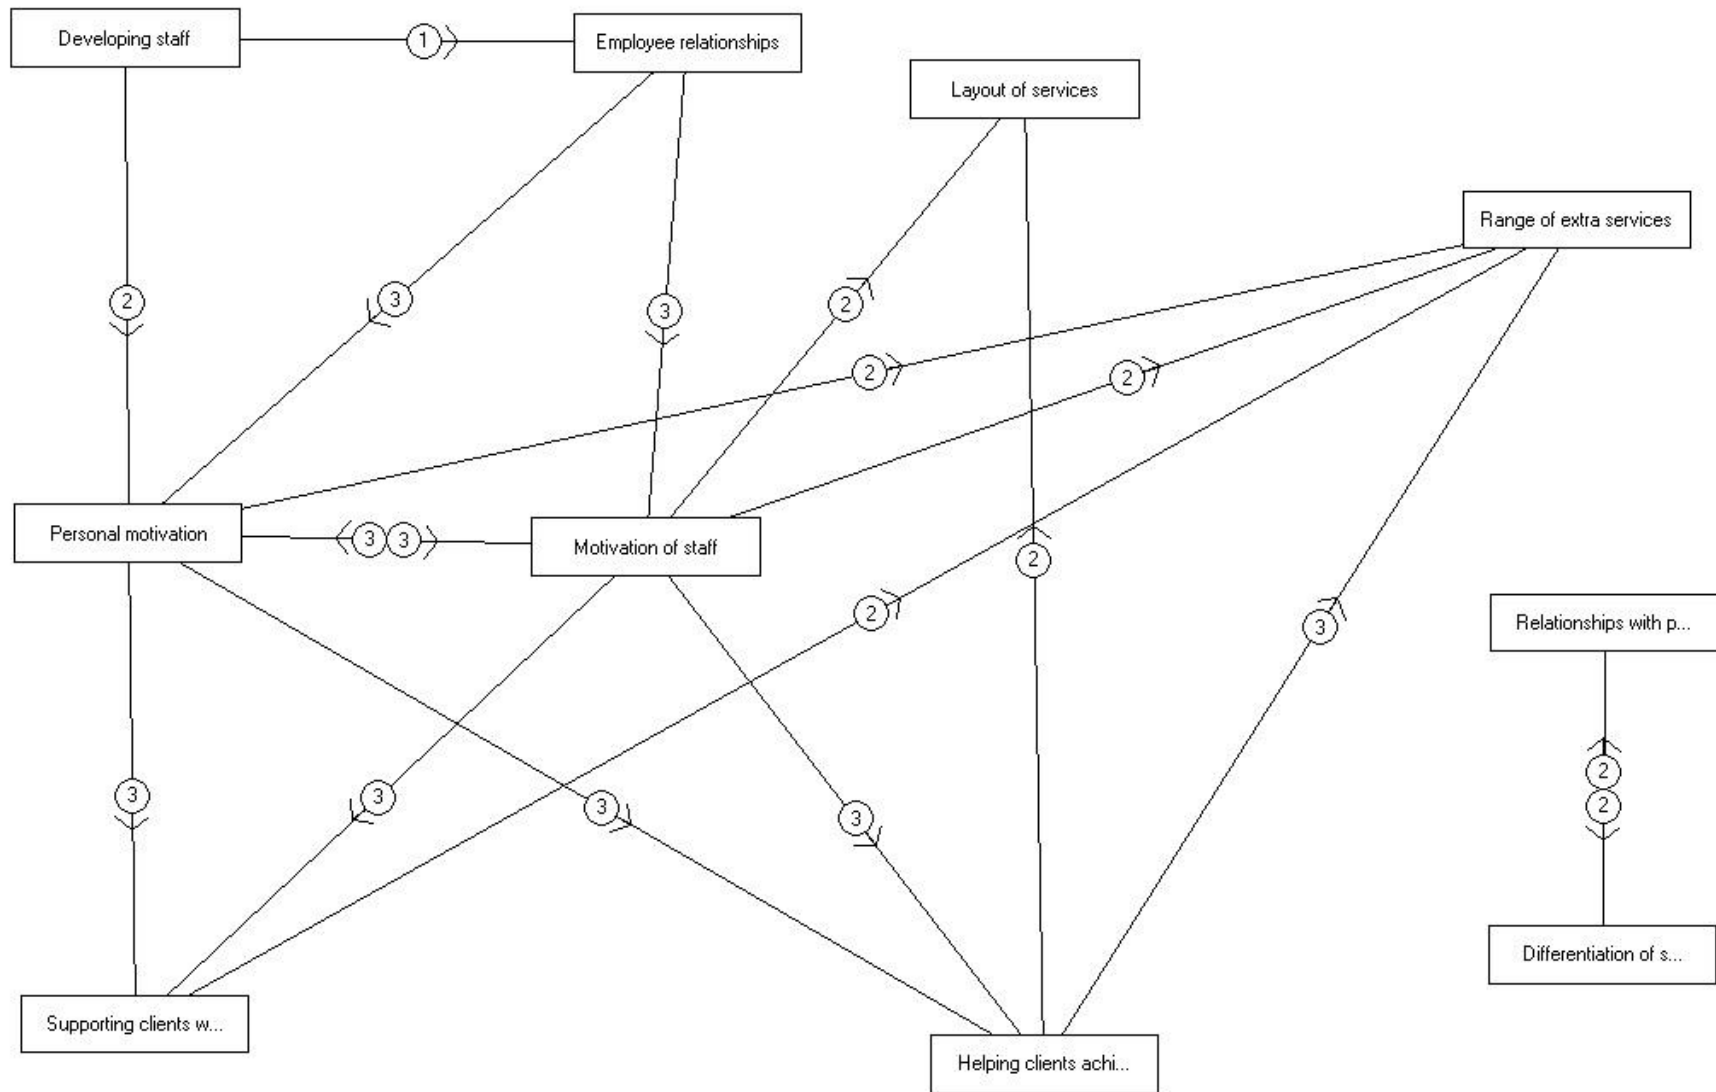 Developing staff
1
Employee relationships
Layout of services
Range of extra services
2
3
3
2
2
2
Personal motivation
3 3
Motivation of staff
2
2
3
Relationships with p...
2
2
3
3
3
3
Differentiation of s...
Supporting clients w...
Helping clients achi...